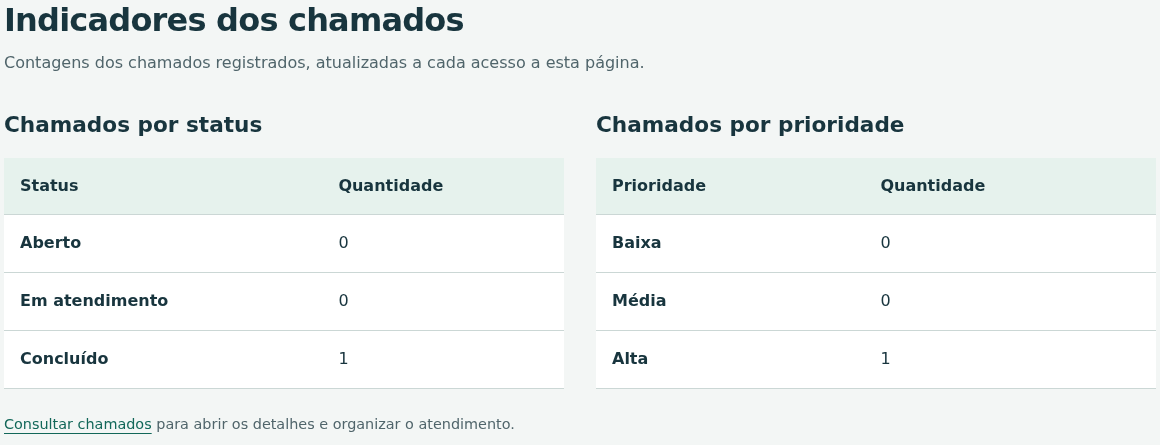 Indicadores dos chamados
Contagens dos chamados registrados, atualizadas a cada acesso a esta página.
Chamados por status
Status Quantidade
Aberto 0
Em atendimento 0
Concluído 1
Chamados por prioridade
Prioridade Quantidade
Baixa 0
Média 0
Alta 1
Consultar chamados para abrir os detalhes e organizar o atendimento.